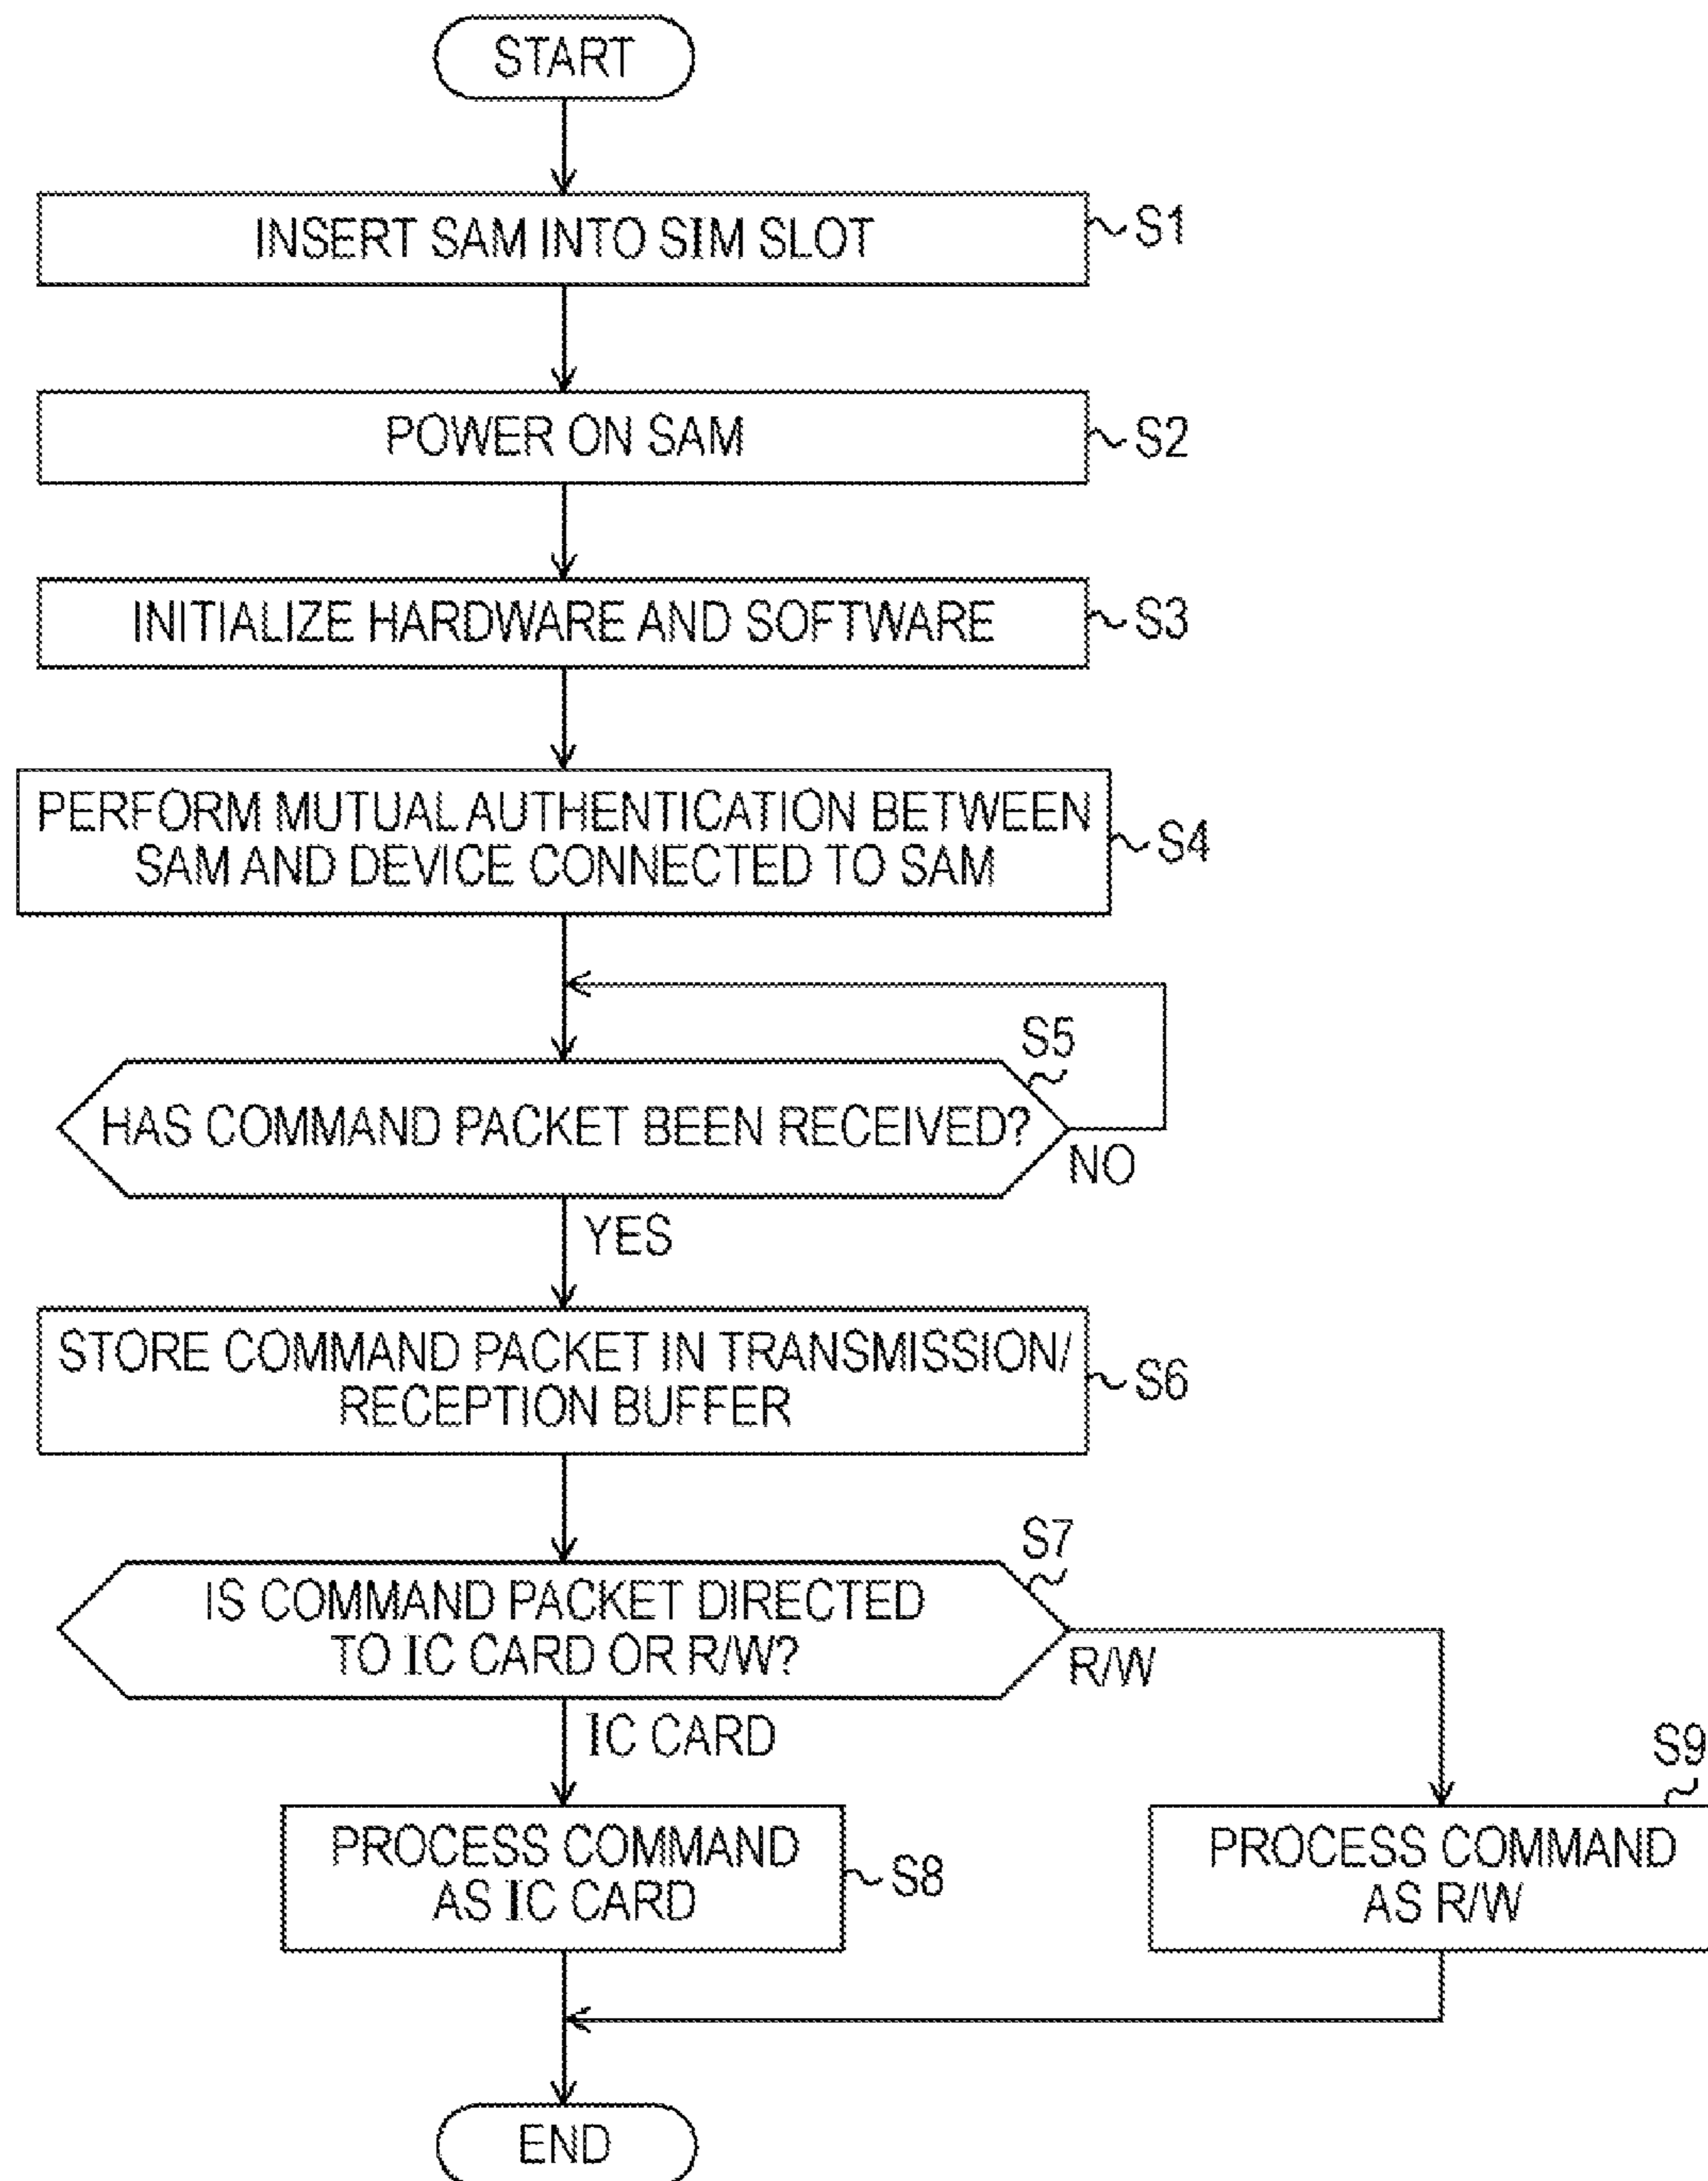 START
INSERT SAM INTO SIM SLOT
S1
POWER ON SAM
S2
INITIALIZE HARDWARE AND SOFTWARE
S3
PERFORM MUTUAL AUTHENTICATION BETWEEN
SAM AND DEVICE CONNECTED TO SAM
S4
S5
HAS COMMAND PACKET BEEN RECEIVED?
NO
YES
STORE COMMAND PACKET IN TRANSMISSION/
RECEPTION BUFFER
S6
S7
IS COMMAND PACKET DIRECTED
TO IC CARD OR R/W?
R/W
IC CARD
PROCESS COMMAND
AS IC CARD
S8
S9
PROCESS COMMAND
AS R/W
END